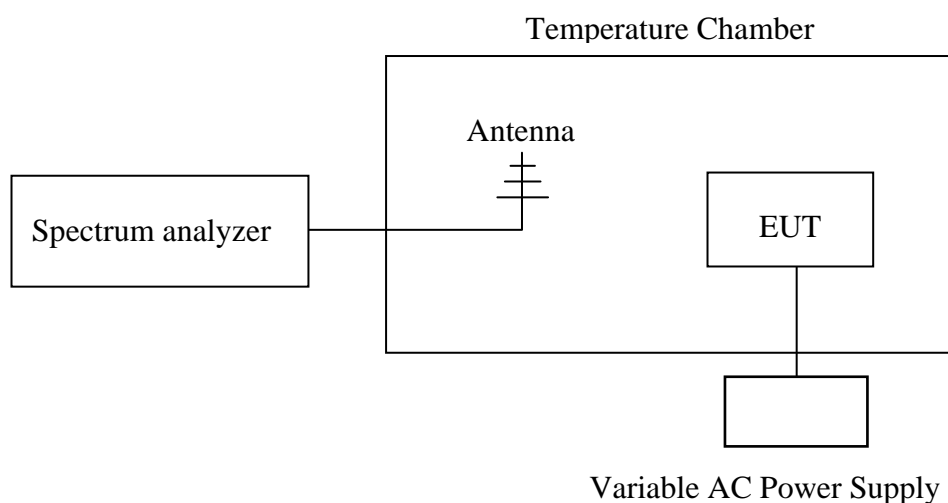 Temperature Chamber
Antenna
Spectrum analyzer
EUT
Variable AC Power Supply